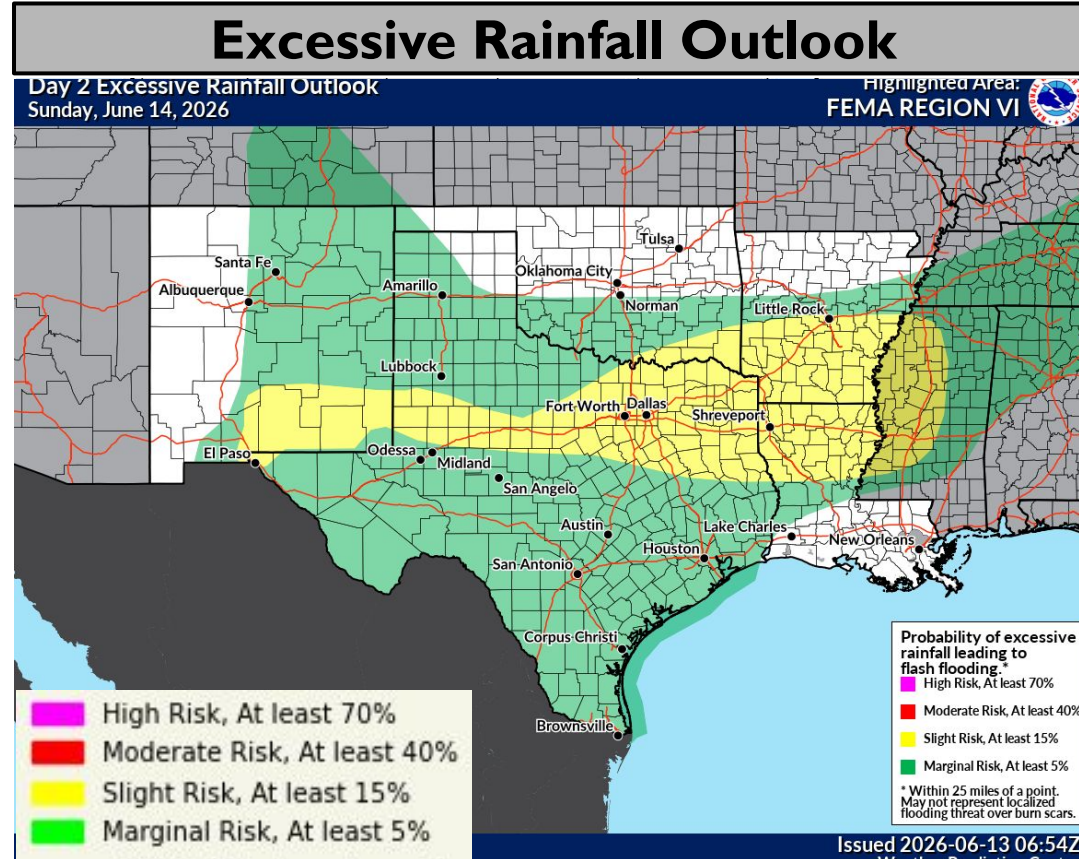 Excessive Rainfall Outlook
Day 2 Excessive Rainfall Outlook
Sunday, June 14, 2026
Highlighted Area:
FEMA REGION VI
Tulsa
Santa Fe
Oklahoma City
Albuquerque
Amarillo
Norman
Little Rock
Lubbock
Fort Worth
Dallas
Shreveport
El Paso
Odessa
Midland
San Angelo
Austin
Lake Charles
Houston
New Orleans
San Antonio
Corpus Christi
Brownsville
Probability of excessive
rainfall leading to
flash flooding.*
High Risk, At least 70%
Moderate Risk, At least 40%
Slight Risk, At least 15%
Marginal Risk, At least 5%
* Within 25 miles of a point.
May not represent localized
flooding threat over burn scars.
High Risk, At least 70%
Moderate Risk, At least 40%
Slight Risk, At least 15%
Marginal Risk, At least 5%
Issued 2026-06-13 06:54Z